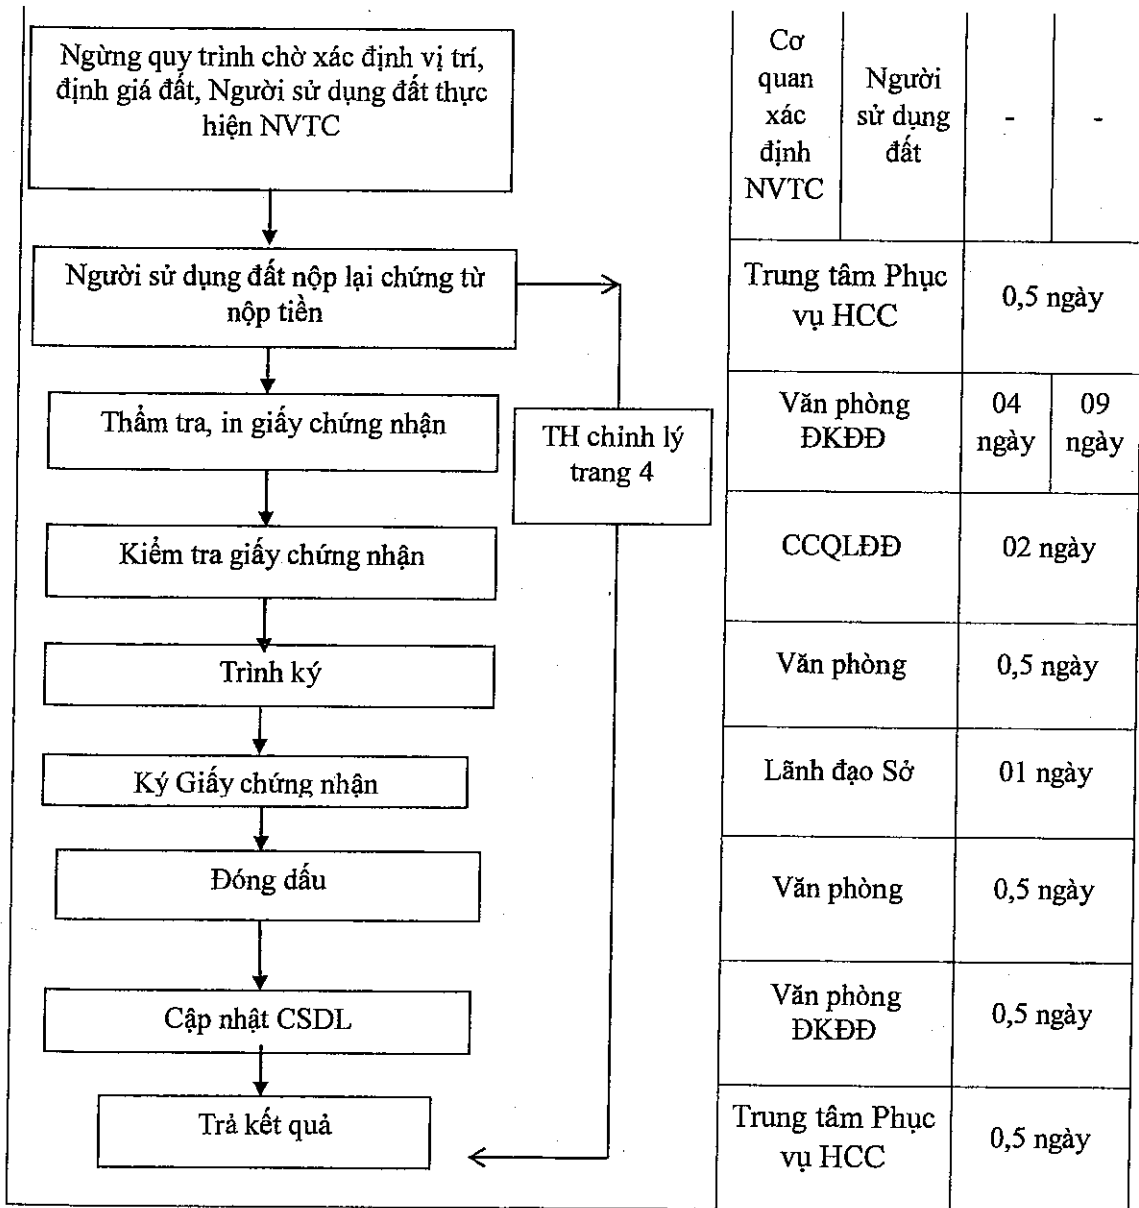 Ngừng quy trình chờ xác định vị trí,
định giá đất, Người sử dụng đất thực
hiện NVTC
Cơ
quan
xác
định
NVTC
Người
sử dụng
đất
-
-
Người sử dụng đất nộp lại chứng từ
nộp tiền
Trung tâm Phục
vụ HCC
0,5 ngày
Thẩm tra, in giấy chứng nhận
TH chỉnh lý
trang 4
Văn phòng
ĐKĐĐ
04
ngày
09
ngày
Kiểm tra giấy chứng nhận
CCQLĐĐ
02 ngày
Trình ký
Văn phòng
0,5 ngày
Ký Giấy chứng nhận
Lãnh đạo Sở
01 ngày
Đóng dấu
Văn phòng
0,5 ngày
Cập nhật CSDL
Văn phòng
ĐKĐĐ
0,5 ngày
Trả kết quả
Trung tâm Phục
vụ HCC
0,5 ngày